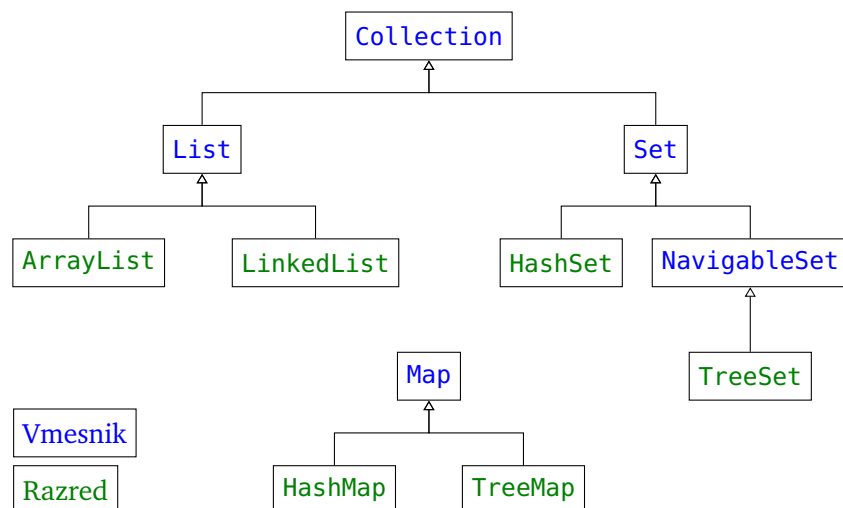 Collection
List
Set
ArrayList
LinkedList
HashSet
NavigableSet
Map
TreeSet
Vmesnik
Razred
HashMap
TreeMap